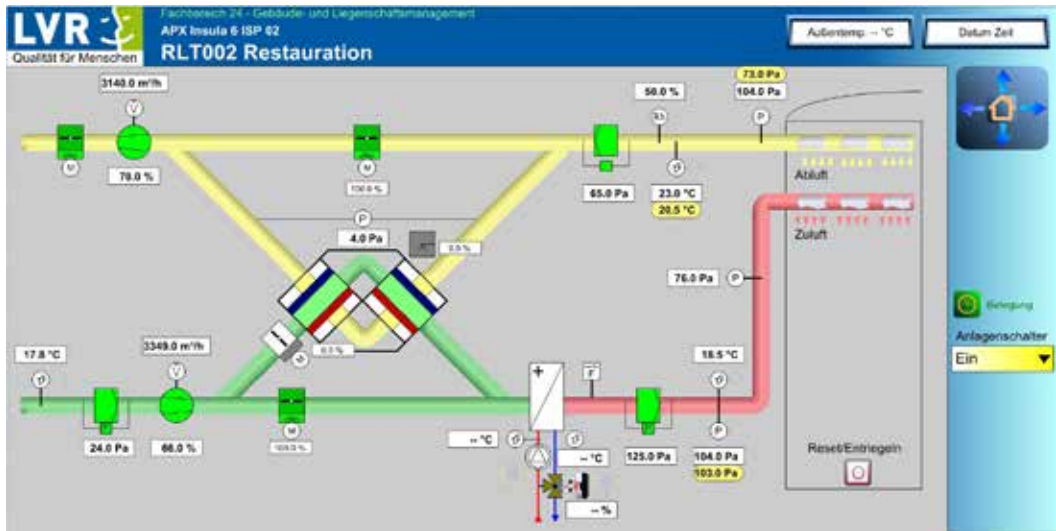 LVR
Qualität für Menschen
Fachbereich 24 - Gebäude- und Liegenschaftsmanagement
APX Insula 6 ISP 02
RLT002 Restauration
Außentemp. -- °C
Datum Zeit
3140.0 m³/h
V
M
70.0 %
M
100.0 %
65.0 Pa
50.0 %
73.0 Pa
104.0 Pa
P
23.0 °C
20.5 °C
Abluft
Zuluft
P
4.0 Pa
0.0 %
76.0 Pa
P
0.0 %
M
17.8 °C
3349.0 m³/h
V
24.0 Pa
66.0 %
M
100.0 %
+
-- °C
-- °C
-- %
F
125.0 Pa
18.5 °C
P
104.0 Pa
103.0 Pa
Belegung
Anlagenschalter
Ein
Reset/Entriegeln